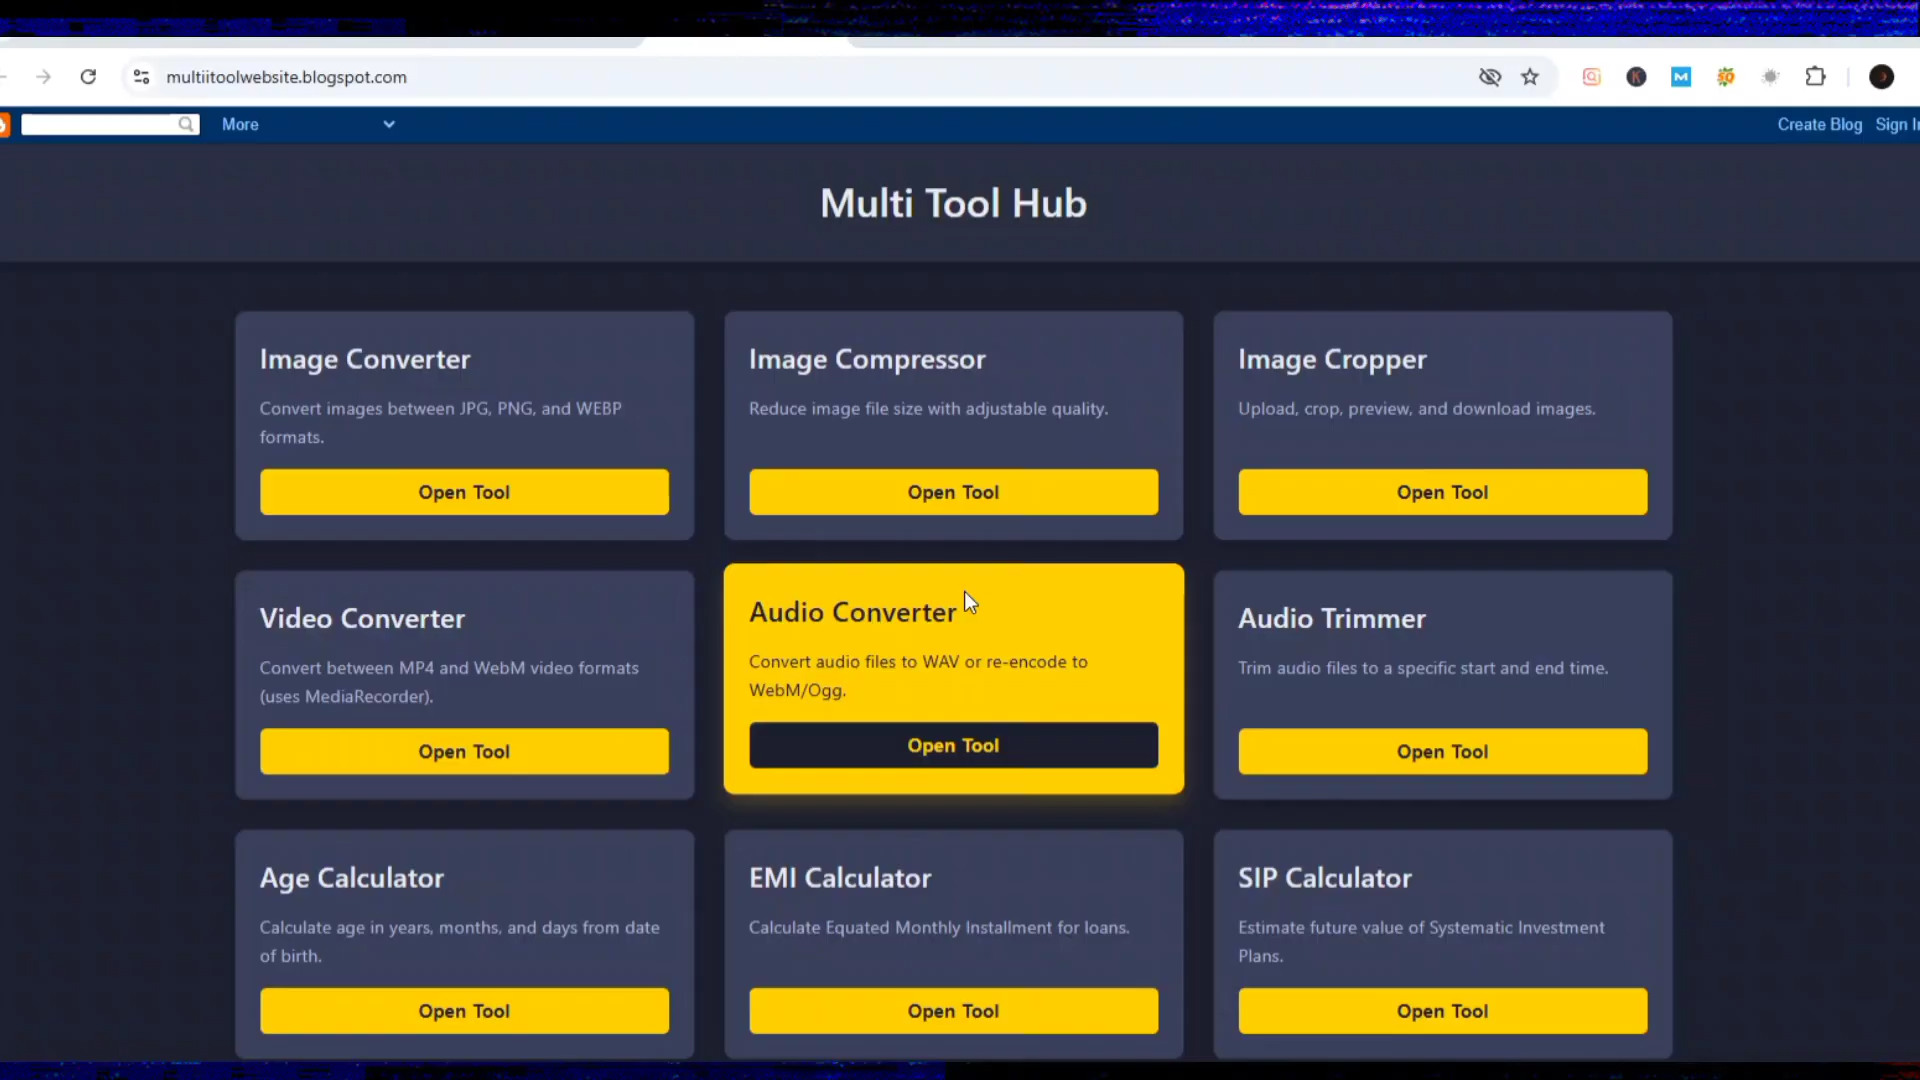 multiitoolwebsite.blogspot.com
More
Create Blog Sign
Multi Tool Hub
Image Converter
Convert images between JPG, PNG, and WEBP
formats.
Open Tool
Image Compressor
Reduce image file size with adjustable quality.
Open Tool
Image Cropper
Upload, crop, preview, and download images.
Open Tool
Video Converter
Convert between MP4 and WebM video formats
(uses MediaRecorder).
Open Tool
Audio Converter
Convert audio files to WAV or re-encode to
WebM/Ogg.
Open Tool
Audio Trimmer
Trim audio files to a specific start and end time.
Open Tool
Age Calculator
Calculate age in years, months, and days from date
of birth.
Open Tool
EMI Calculator
Calculate Equated Monthly Installment for loans.
Open Tool
SIP Calculator
Estimate future value of Systematic Investment
Plans.
Open Tool